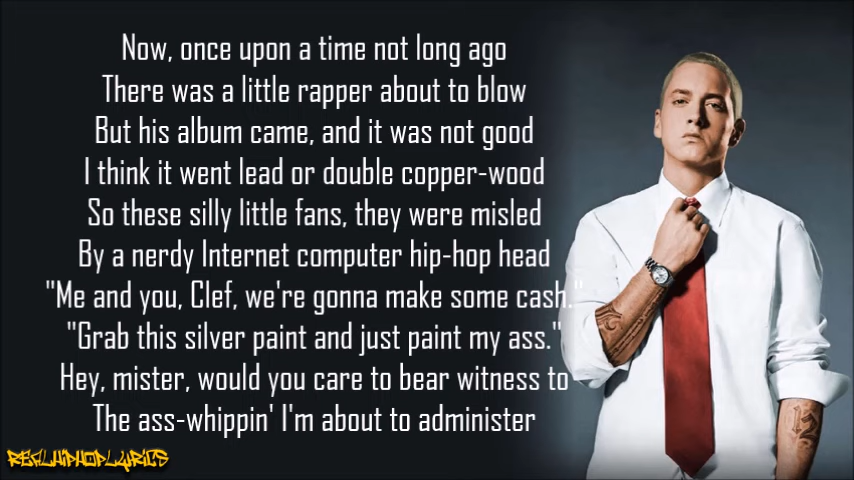 Now, once upon a time not long ago
There was a little rapper about to blow
But his album came, and it was not good
I think it went lead or double copper-wood
So these silly little fans, they were misled
By a nerdy Internet computer hip-hop head
"Me and you, Clef, we're gonna make some cash."
"Grab this silver paint and just paint my ass."
Hey, mister, would you care to bear witness to
The ass-whippin' I'm about to administer
REALHIPHOPLYRICS